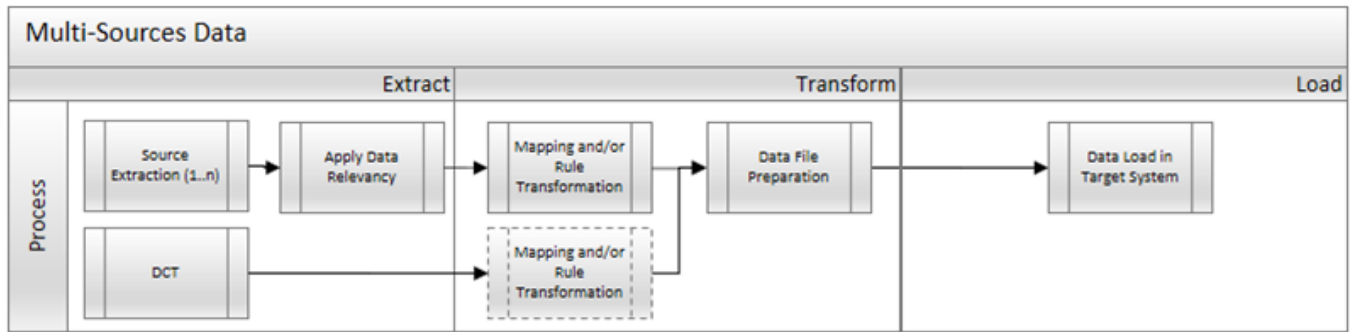 Multi-Sources Data
Extract
Transform
Load
Process
Source
Extraction (1..n)
Apply Data
Relevancy
Mapping and/or
Rule
Transformation
Data File
Preparation
Data Load in
Target System
DCT
Mapping and/or
Rule
Transformation